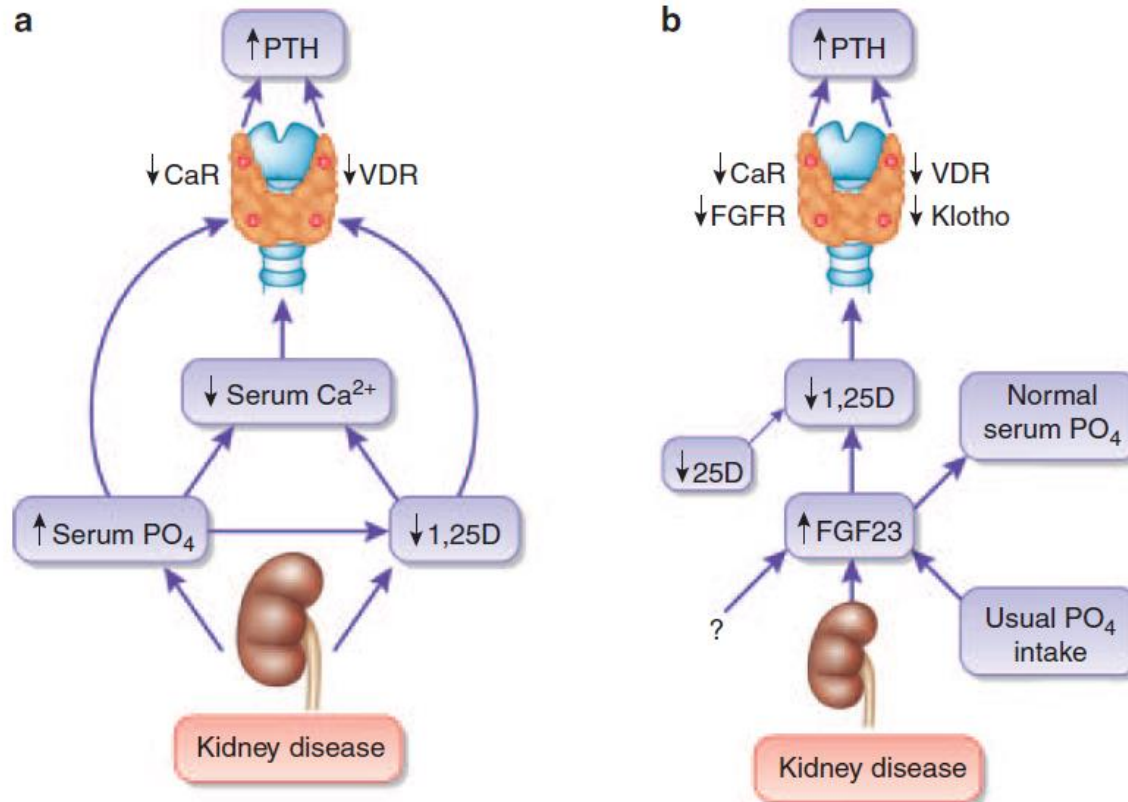 a
↑ PTH
↓ CaR
↓ VDR
↓ Serum Ca²⁺
↑ Serum PO₄
↓ 1,25D
Kidney disease
b
↑ PTH
↓ CaR
↓ VDR
↓ FGFR
↓ Klotho
↓ 1,25D
Normal
serum PO₄
↓ 25D
↑ FGF23
?
Usual PO₄
intake
Kidney disease